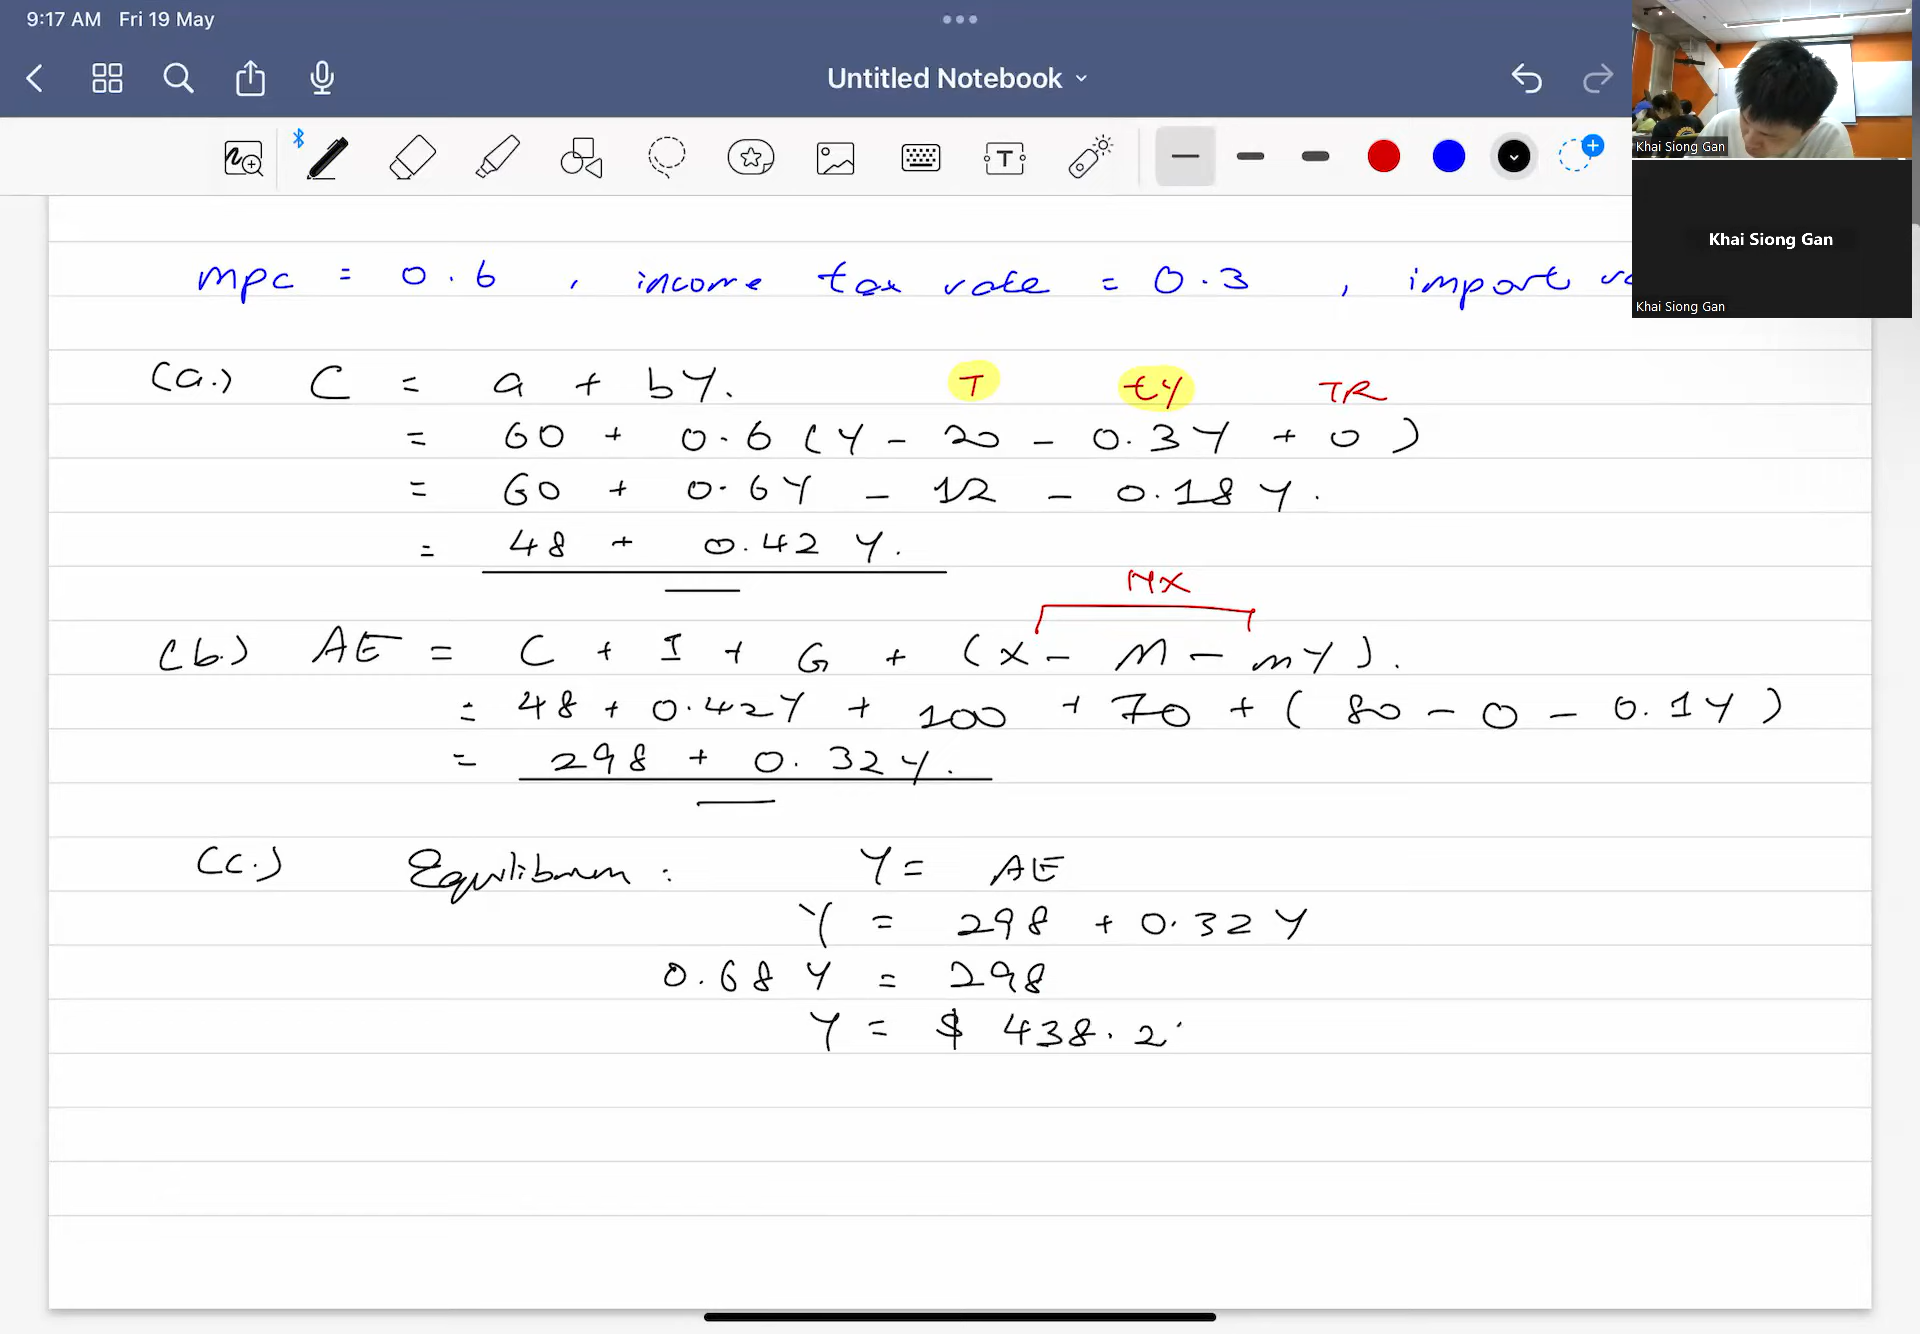 9:17 AM Fri 19 May
Untitled Notebook
Khai Siong Gan
Khai Siong Gan
Khai Siong Gan
mpc = 0.6 , income tax rate = 0.3 , import
(a.) C = a + bY. T tY TR
= 60 + 0.6 (Y - 20 - 0.3Y + 0 )
= 60 + 0.6Y - 12 - 0.18Y.
= 48 + 0.42Y.
NX
(b.) AE = C + I + G + (X - M - mY).
= 48 + 0.42Y + 100 + 70 + ( 80 - 0 - 0.1Y )
= 298 + 0.32Y.
(c.) Equilibrium : Y = AE
Y = 298 + 0.32Y
0.68Y = 298
Y = $ 438.2